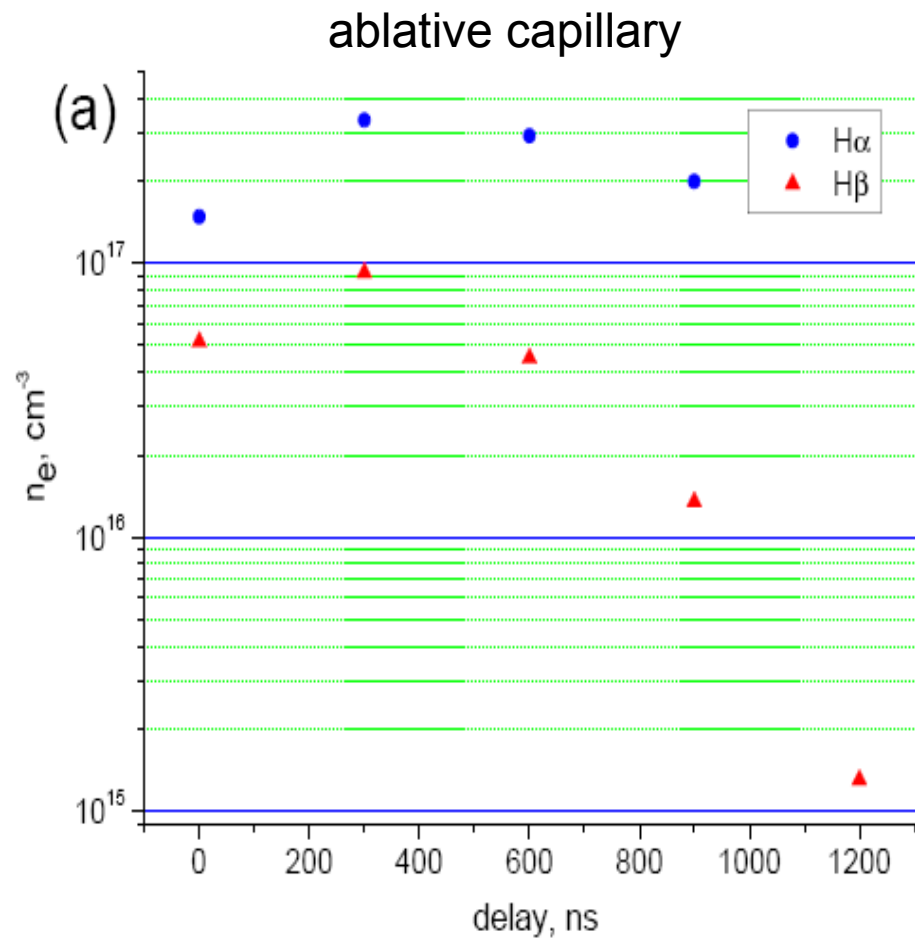 ablative capillary
(a)
Hα
Hβ
10^17
10^16
10^15
n_e, cm^-3
0 200 400 600 800 1000 1200
delay, ns